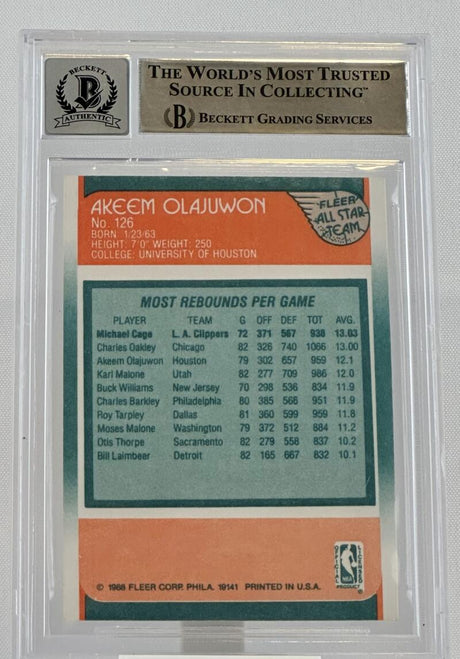 BECKETT
B
AUTHENTIC
THE WORLD'S MOST TRUSTED
SOURCE IN COLLECTING™
B BECKETT GRADING SERVICES
AKEEM OLAJUWON
No. 126
BORN: 1/23/63
HEIGHT: 7'0" WEIGHT: 250
COLLEGE: UNIVERSITY OF HOUSTON
FLEER
ALL STAR
TEAM
MOST REBOUNDS PER GAME
PLAYER TEAM G OFF DEF TOT AVG.
Michael Cage L. A. Clippers 72 371 567 938 13.03
Charles Oakley Chicago 82 326 740 1066 13.00
Akeem Olajuwon Houston 79 302 657 959 12.1
Karl Malone Utah 82 277 709 986 12.0
Buck Williams New Jersey 70 298 536 834 11.9
Charles Barkley Philadelphia 80 385 566 951 11.9
Roy Tarpley Dallas 81 360 599 959 11.8
Moses Malone Washington 79 372 512 884 11.2
Otis Thorpe Sacramento 82 279 558 837 10.2
Bill Laimbeer Detroit 82 165 667 832 10.1
© 1988 FLEER CORP. PHILA. 19141 PRINTED IN U.S.A.
OFFICIAL LICENSED
NBA
PRODUCT